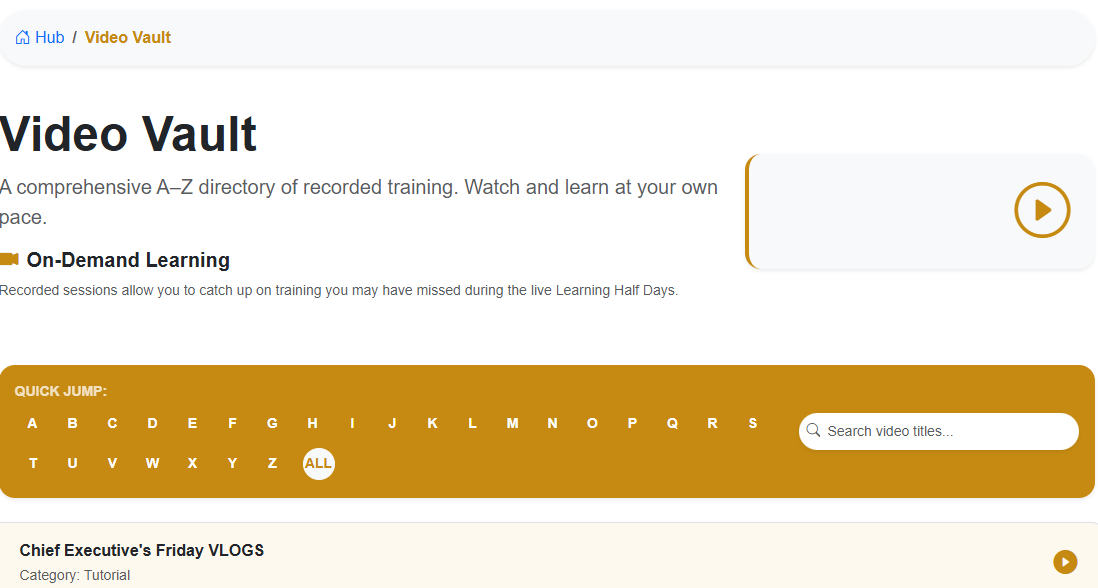 Hub / Video Vault
Video Vault
A comprehensive A–Z directory of recorded training. Watch and learn at your own
pace.
On-Demand Learning
Recorded sessions allow you to catch up on training you may have missed during the live Learning Half Days.
QUICK JUMP:
A B C D E F G H I J K L M N O P Q R S
T U V W X Y Z ALL
Search video titles...
Chief Executive's Friday VLOGS
Category: Tutorial